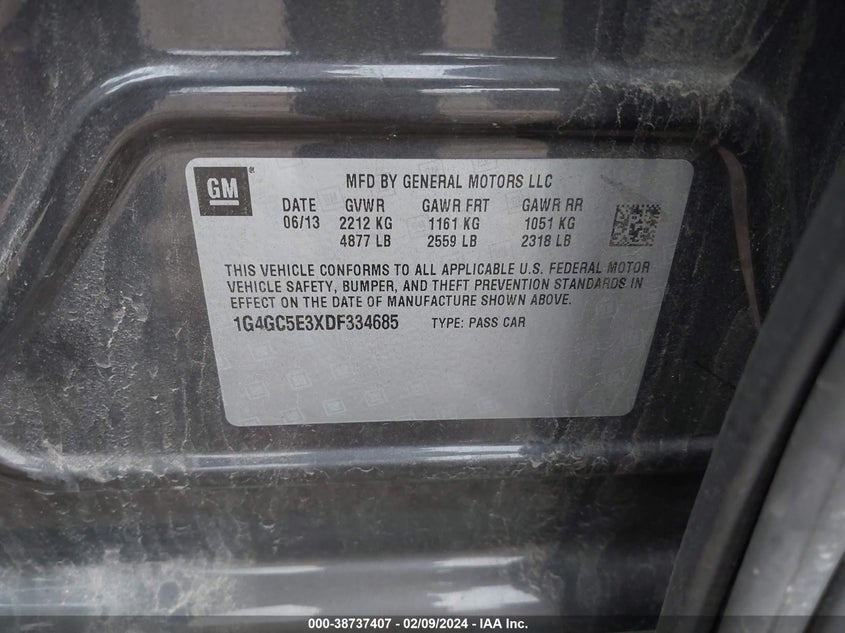 GM
MFD BY GENERAL MOTORS LLC
DATE GVWR GAWR FRT GAWR RR
06/13 2212 KG 1161 KG 1051 KG
4877 LB 2559 LB 2318 LB
THIS VEHICLE CONFORMS TO ALL APPLICABLE U.S. FEDERAL MOTOR
VEHICLE SAFETY, BUMPER, AND THEFT PREVENTION STANDARDS IN
EFFECT ON THE DATE OF MANUFACTURE SHOWN ABOVE.
1G4GC5E3XDF334685 TYPE: PASS CAR
000-38737407 - 02/09/2024 - IAA Inc.